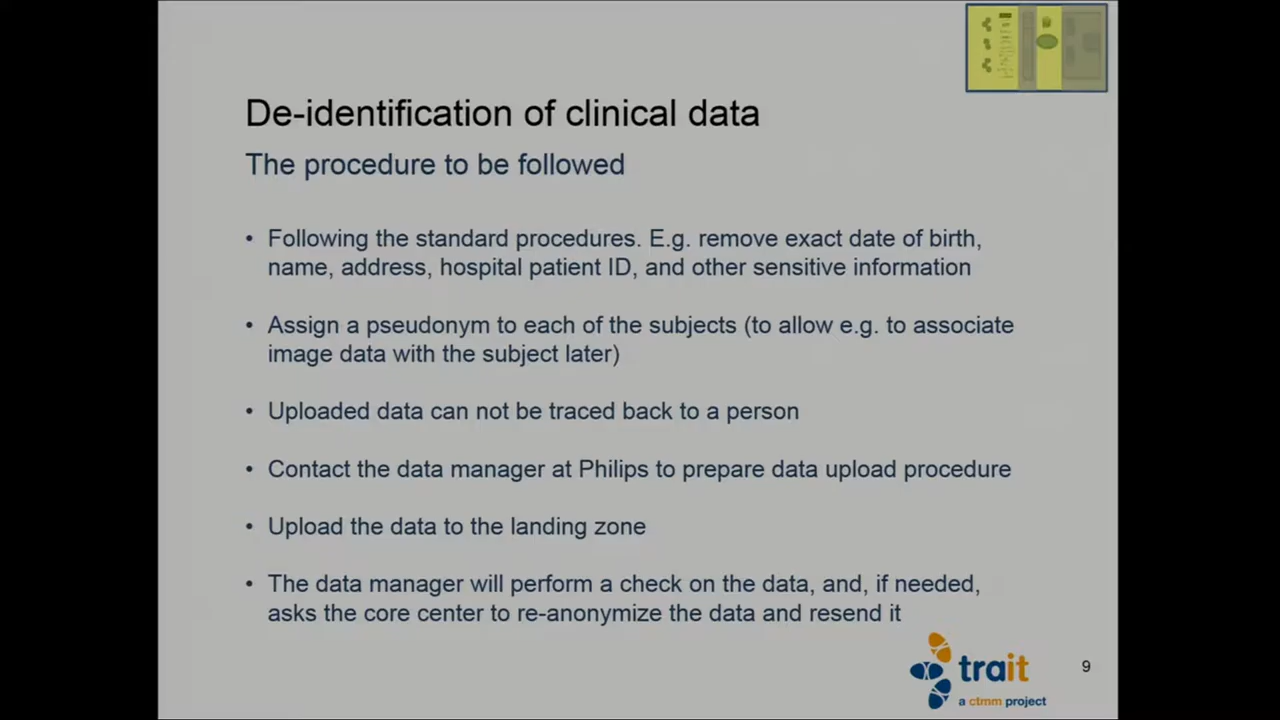 De-identification of clinical data
The procedure to be followed
• Following the standard procedures. E.g. remove exact date of birth,
name, address, hospital patient ID, and other sensitive information
• Assign a pseudonym to each of the subjects (to allow e.g. to associate
image data with the subject later)
• Uploaded data can not be traced back to a person
• Contact the data manager at Philips to prepare data upload procedure
• Upload the data to the landing zone
• The data manager will perform a check on the data, and, if needed,
asks the core center to re-anonymize the data and resend it
trait
a ctmm project
9